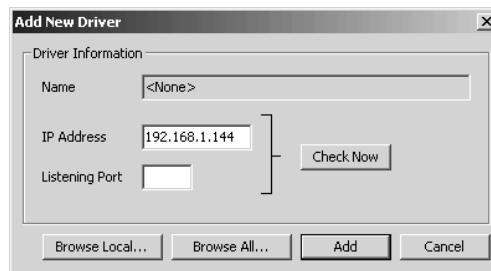 Add New Driver
Driver Information
Name <None>
IP Address 192.168.1.144
Check Now
Listening Port
Browse Local... Browse All... Add Cancel